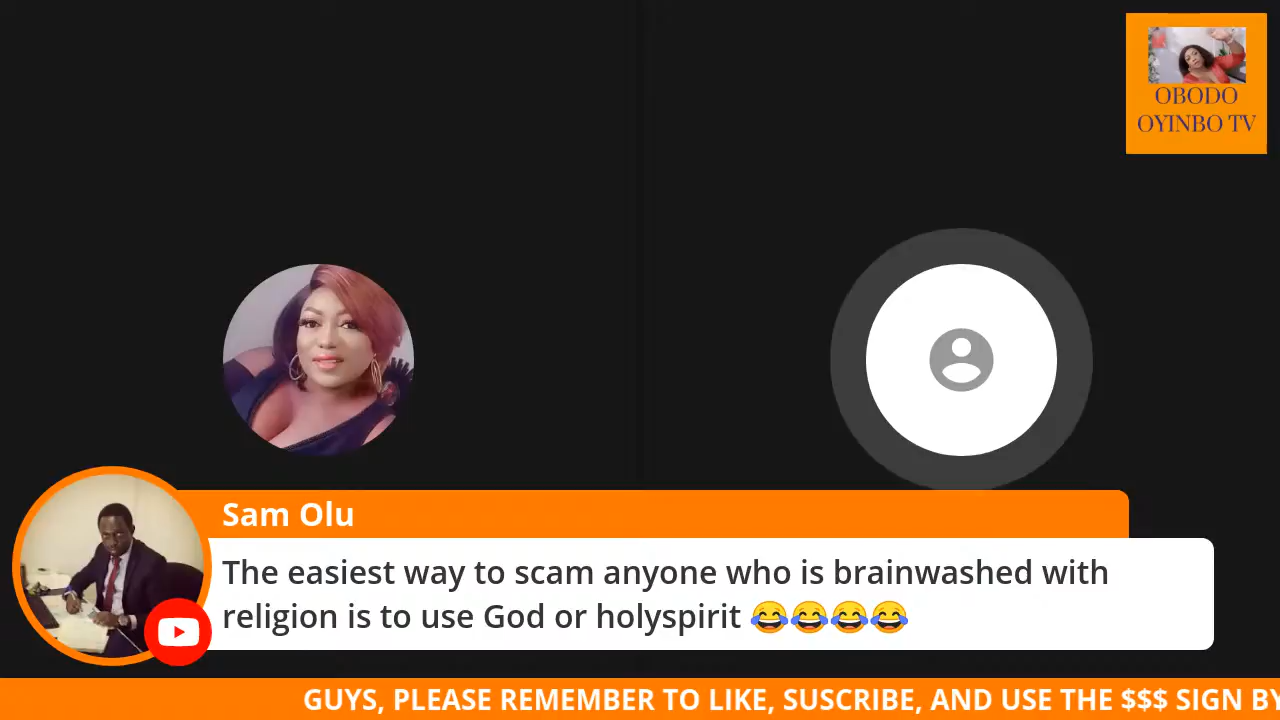 OBODO
OYINBO TV
Sam Olu
The easiest way to scam anyone who is brainwashed with
religion is to use God or holyspirit 😂😂😂😂
GUYS, PLEASE REMEMBER TO LIKE, SUSCRIBE, AND USE THE $$$ SIGN BY